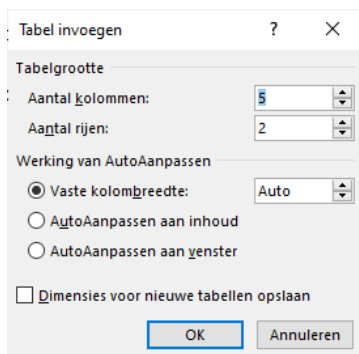 Tabel invoegen ? ×
Tabelgrootte
Aantal kolommen: 5
Aantal rijen: 2
Werking van AutoAanpassen
Vaste kolombreedte: Auto
AutoAanpassen aan inhoud
AutoAanpassen aan venster
Dimensies voor nieuwe tabellen opslaan
OK Annuleren